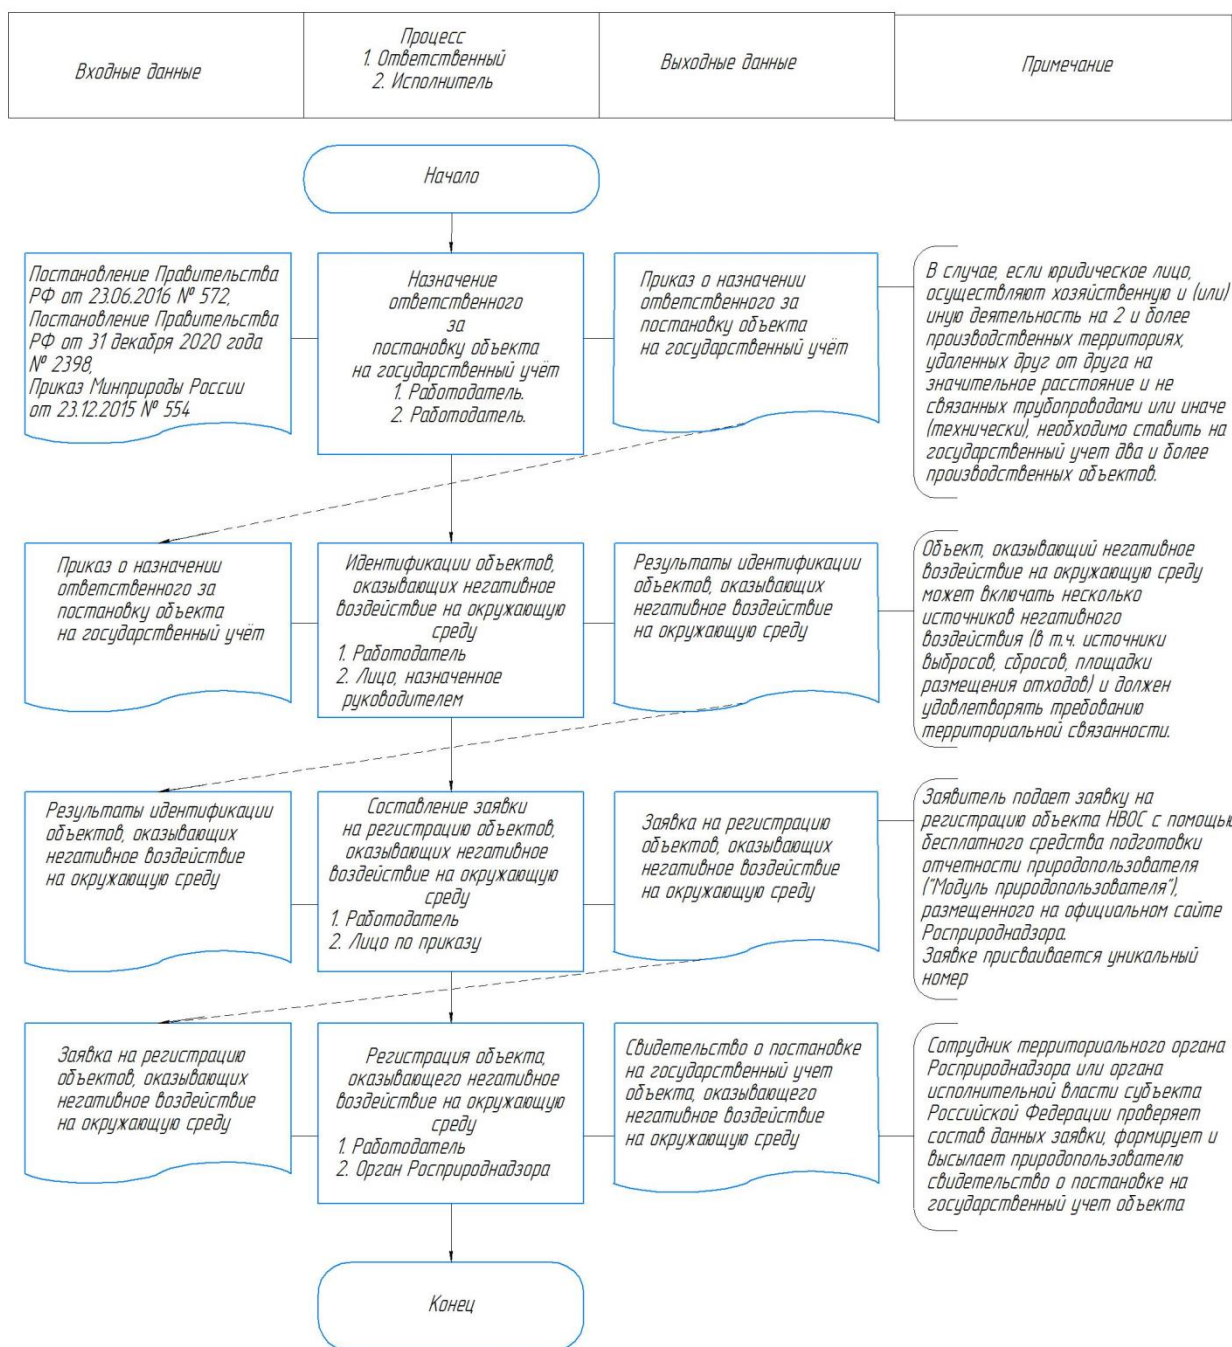 Входные данные
Процесс
1. Ответственный
2. Исполнитель
Выходные данные
Примечание
Начало
Постановление Правительства
РФ от 23.06.2016 № 572,
Постановление Правительства
РФ от 31 декабря 2020 года
№ 2398,
Приказ Минприроды России
от 23.12.2015 № 554
Назначение
ответственного
за
постановку объекта
на государственный учёт
1. Работодатель.
2. Работодатель.
Приказ о назначении
ответственного за
постановку объекта
на государственный учёт
В случае, если юридическое лицо,
осуществляют хозяйственную и (или)
иную деятельность на 2 и более
производственных территориях,
удаленных друг от друга на
значительное расстояние и не
связанных трубопроводами или иначе
(технически), необходимо ставить на
государственный учет два и более
производственных объектов.
Приказ о назначении
ответственного за
постановку объекта
на государственный учёт
Идентификации объектов,
оказывающих негативное
воздействие на окружающую
среду
1. Работодатель
2. Лицо, назначенное
руководителем
Результаты идентификации
объектов, оказывающих
негативное воздействие
на окружающую среду
Объект, оказывающий негативное
воздействие на окружающую среду
может включать несколько
источников негативного
воздействия (в т.ч. источники
выбросов, сбросов, площадки
размещения отходов) и должен
удовлетворять требованию
территориальной связанности.
Результаты идентификации
объектов, оказывающих
негативное воздействие
на окружающую среду
Составление заявки
на регистрацию объектов,
оказывающих негативное
воздействие на окружающую
среду
1. Работодатель
2. Лицо по приказу
Заявка на регистрацию
объектов, оказывающих
негативное воздействие
на окружающую среду
Заявитель подает заявку на
регистрацию объекта НВОС с помощью
бесплатного средства подготовки
отчетности природопользователя
("Модуль природопользователя"),
размещенного на официальном сайте
Росприроднадзора.
Заявке присваивается уникальный
номер
Заявка на регистрацию
объектов, оказывающих
негативное воздействие
на окружающую среду
Регистрация объекта,
оказывающего негативное
воздействие на окружающую
среду
1. Работодатель
2. Орган Росприроднадзора
Свидетельство о постановке
на государственный учет
объекта, оказывающего
негативное воздействие
на окружающую среду
Сотрудник территориального органа
Росприроднадзора или органа
исполнительной власти субъекта
Российской Федерации проверяет
состав данных заявки, формирует и
высылает природопользователю
свидетельство о постановке на
государственный учет объекта
Конец